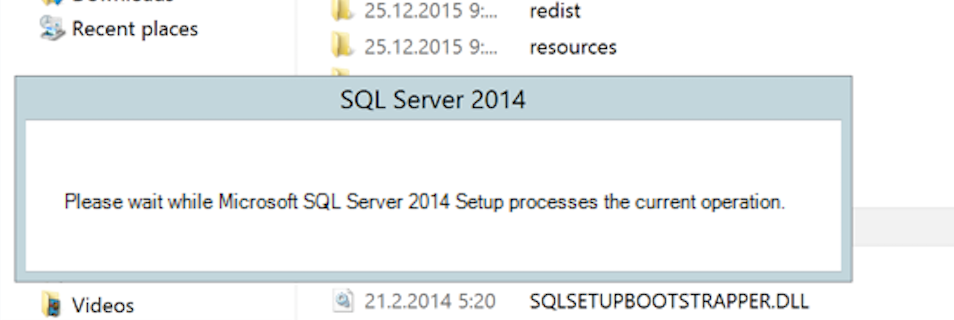 Downloads
25.12.2015 9:... redist
Recent places
25.12.2015 9:... resources
SQL Server 2014
Please wait while Microsoft SQL Server 2014 Setup processes the current operation.
Videos
21.2.2014 5:20 SQLSETUPBOOTSTRAPPER.DLL